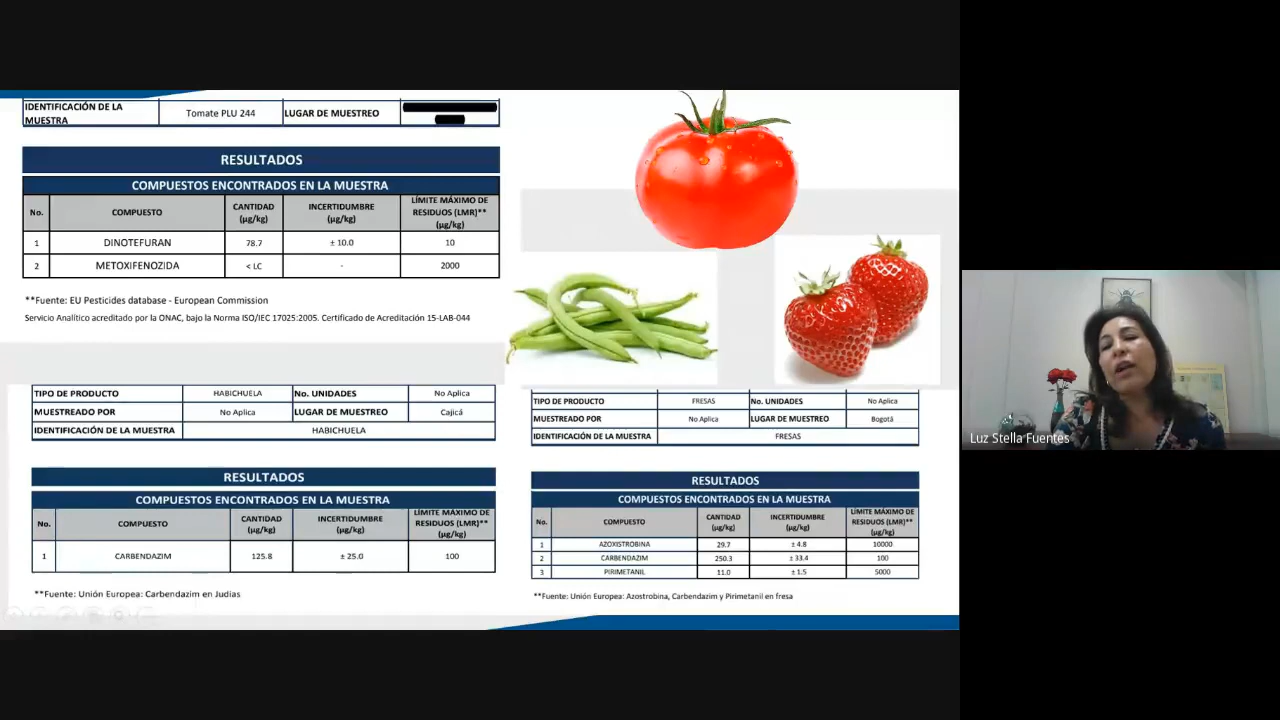 IDENTIFICACIÓN DE LA MUESTRA Tomate PLU 244 LUGAR DE MUESTREO
RESULTADOS
COMPUESTOS ENCONTRADOS EN LA MUESTRA
No. COMPUESTO CANTIDAD (µg/kg) INCERTIDUMBRE (µg/kg) LÍMITE MÁXIMO DE RESIDUOS (LMR)** (µg/kg)
1 DINOTEFURAN 78.7 ± 10.0 10
2 METOXIFENOZIDA < LC - 2000
**Fuente: EU Pesticides database - European Commission
Servicio Analítico acreditado por la ONAC, bajo la Norma ISO/IEC 17025:2005. Certificado de Acreditación 15-LAB-044
TIPO DE PRODUCTO HABICHUELA No. UNIDADES No Aplica
MUESTREADO POR No Aplica LUGAR DE MUESTREO Cajicá
IDENTIFICACIÓN DE LA MUESTRA HABICHUELA
RESULTADOS
COMPUESTOS ENCONTRADOS EN LA MUESTRA
No. COMPUESTO CANTIDAD (µg/kg) INCERTIDUMBRE (µg/kg) LÍMITE MÁXIMO DE RESIDUOS (LMR)** (µg/kg)
1 CARBENDAZIM 125.8 ± 25.0 100
**Fuente: Unión Europea: Carbendazim en Judías
TIPO DE PRODUCTO FRESAS No. UNIDADES No Aplica
MUESTREADO POR No Aplica LUGAR DE MUESTREO Bogotá
IDENTIFICACIÓN DE LA MUESTRA FRESAS
RESULTADOS
COMPUESTOS ENCONTRADOS EN LA MUESTRA
No. COMPUESTO CANTIDAD (µg/kg) INCERTIDUMBRE (µg/kg) LÍMITE MÁXIMO DE RESIDUOS (LMR)** (µg/kg)
1 AZOXISTROBINA 29.7 ± 4.8 10000
2 CARBENDAZIM 250.3 ± 33.4 100
3 PIRIMETANIL 11.0 ± 1.5 5000
**Fuente: Unión Europea: Azostrobina, Carbendazim y Pirimetanil en fresa
Luz Stella Fuentes